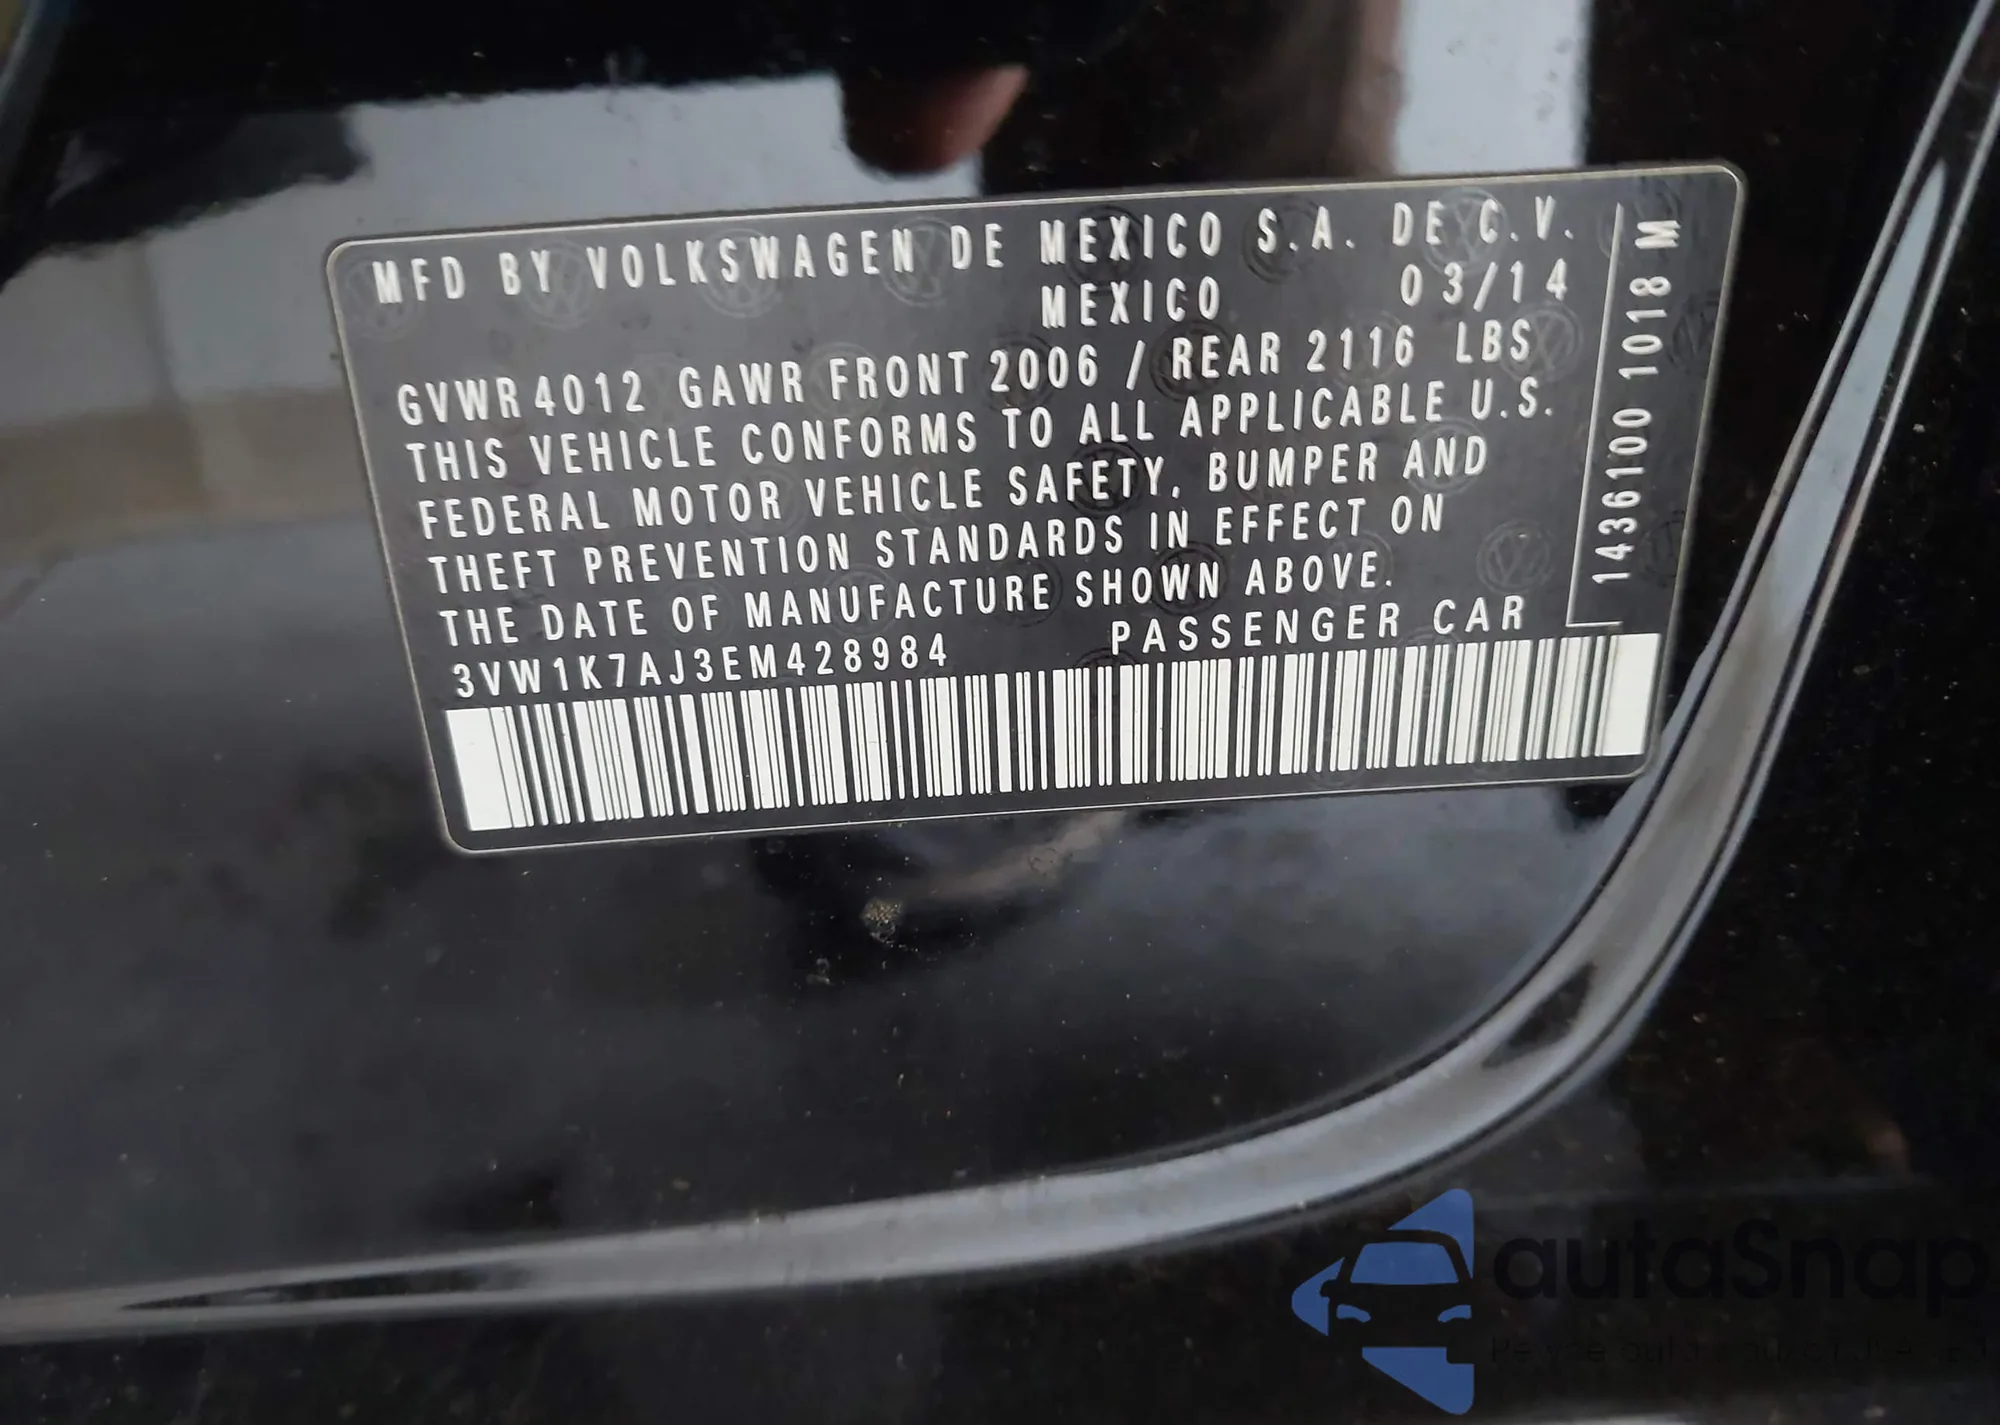 MFD BY VOLKSWAGEN DE MEXICO S.A. DE C.V.
MEXICO 03/14
GVWR 4012 GAWR FRONT 2006 / REAR 2116 LBS
THIS VEHICLE CONFORMS TO ALL APPLICABLE U.S.
FEDERAL MOTOR VEHICLE SAFETY, BUMPER AND
THEFT PREVENTION STANDARDS IN EFFECT ON
THE DATE OF MANUFACTURE SHOWN ABOVE.
3VW1K7AJ3EM428984 PASSENGER CAR
1436100 1018 M
autaSnap